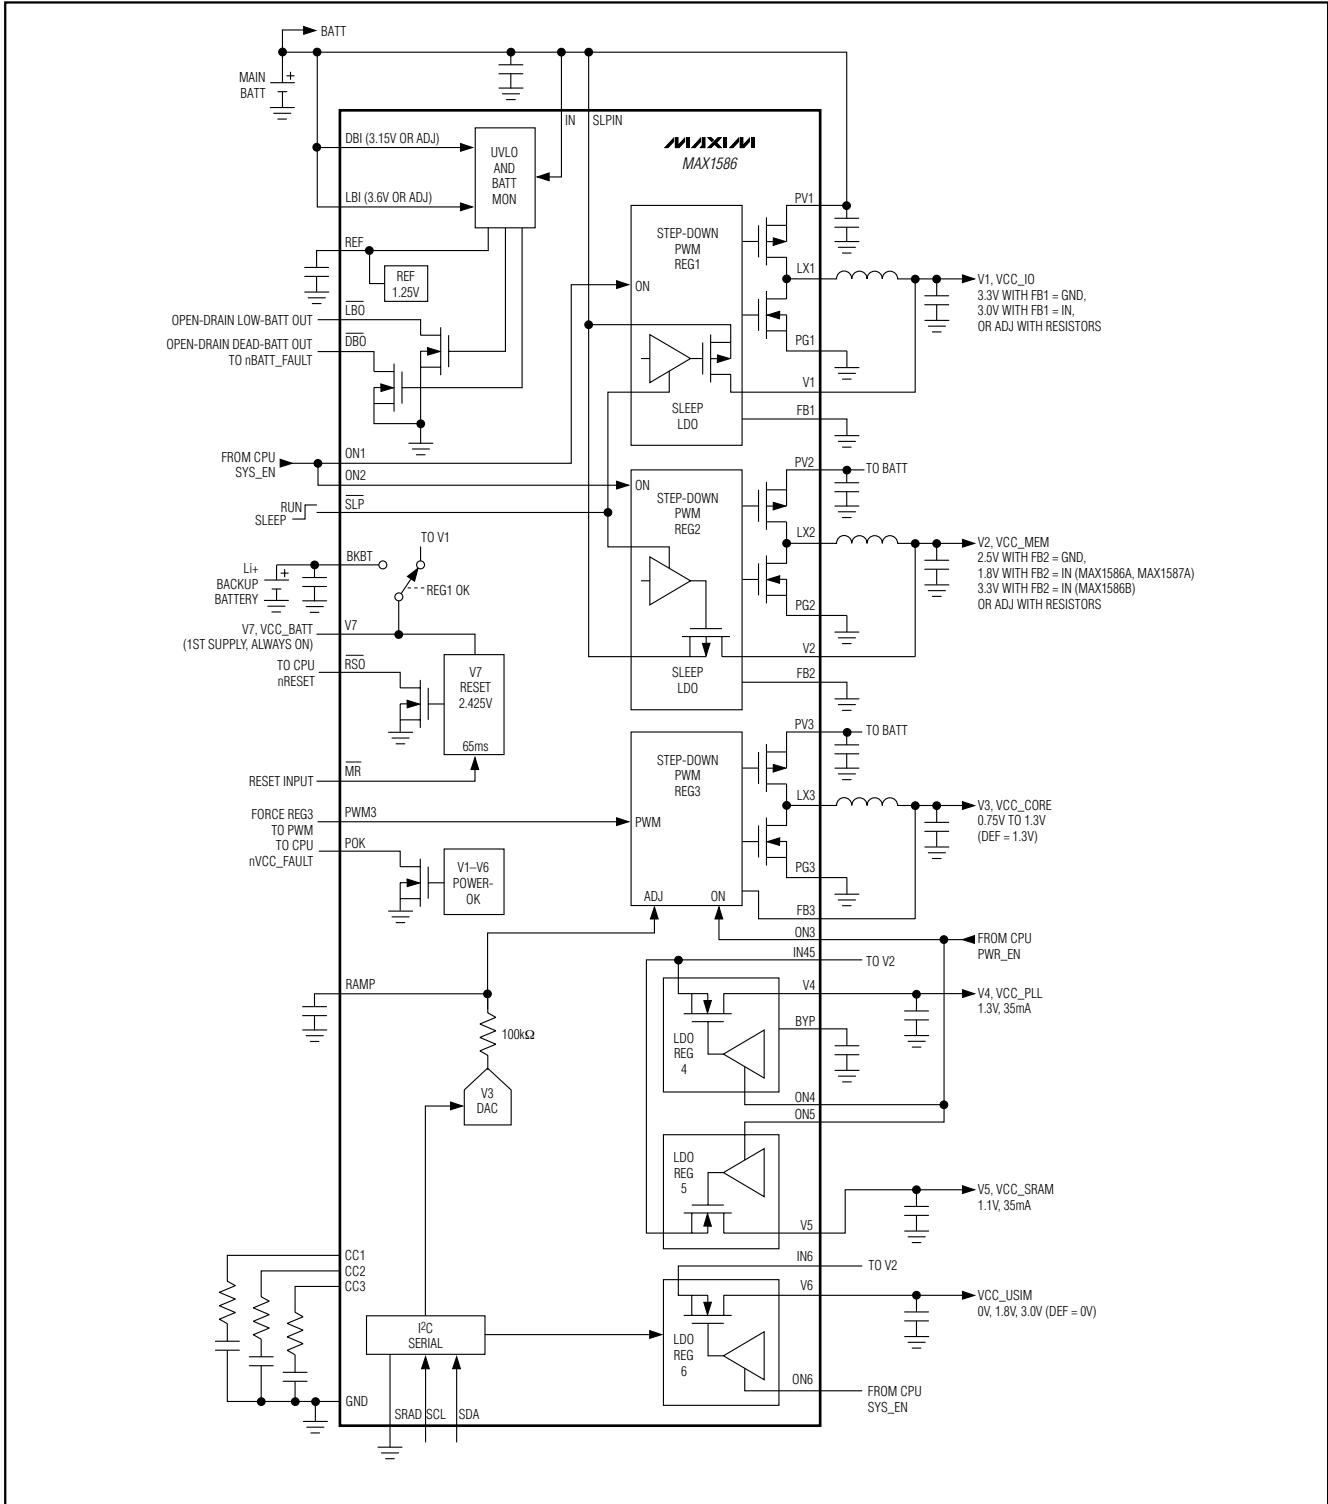 BATT
MAIN
BATT
+
IN
SLPIN
MAXIM
MAX1586
DBI (3.15V OR ADJ)
UVLO
AND
BATT
MON
LBI (3.6V OR ADJ)
REF
REF
1.25V
LBO
OPEN-DRAIN LOW-BATT OUT
DBO
OPEN-DRAIN DEAD-BATT OUT
TO nBATT_FAULT
PV1
STEP-DOWN
PWM
REG1
ON
LX1
V1, VCC_IO
3.3V WITH FB1 = GND,
3.0V WITH FB1 = IN,
OR ADJ WITH RESISTORS
PG1
V1
SLEEP
LDO
FB1
FROM CPU
SYS_EN
ON1
ON2
RUN
SLEEP
SLP
PV2
TO BATT
ON
STEP-DOWN
PWM
REG2
LX2
V2, VCC_MEM
2.5V WITH FB2 = GND,
1.8V WITH FB2 = IN (MAX1586A, MAX1587A)
3.3V WITH FB2 = IN (MAX1586B)
OR ADJ WITH RESISTORS
PG2
V2
SLEEP
LDO
FB2
TO V1
BKBT
Li+
BACKUP
BATTERY
+
REG1 OK
V7, VCC_BATT
(1ST SUPPLY, ALWAYS ON)
V7
TO CPU
nRESET
RSO
V7
RESET
2.425V
65ms
RESET INPUT
MR
PV3
TO BATT
STEP-DOWN
PWM
REG3
LX3
V3, VCC_CORE
0.75V TO 1.3V
(DEF = 1.3V)
FORCE REG3
TO PWM
PWM3
PWM
TO CPU
nVCC_FAULT
POK
V1–V6
POWER-
OK
PG3
ADJ
ON
FB3
ON3
FROM CPU
PWR_EN
IN45
TO V2
RAMP
V4
V4, VCC_PLL
1.3V, 35mA
BYP
LDO
REG
4
100kΩ
V3
DAC
ON4
ON5
LDO
REG
5
V5, VCC_SRAM
1.1V, 35mA
V5
IN6
TO V2
CC1
CC2
CC3
V6
VCC_USIM
0V, 1.8V, 3.0V (DEF = 0V)
I2C
SERIAL
LDO
REG
6
ON6
FROM CPU
SYS_EN
GND
SRAD
SCL
SDA